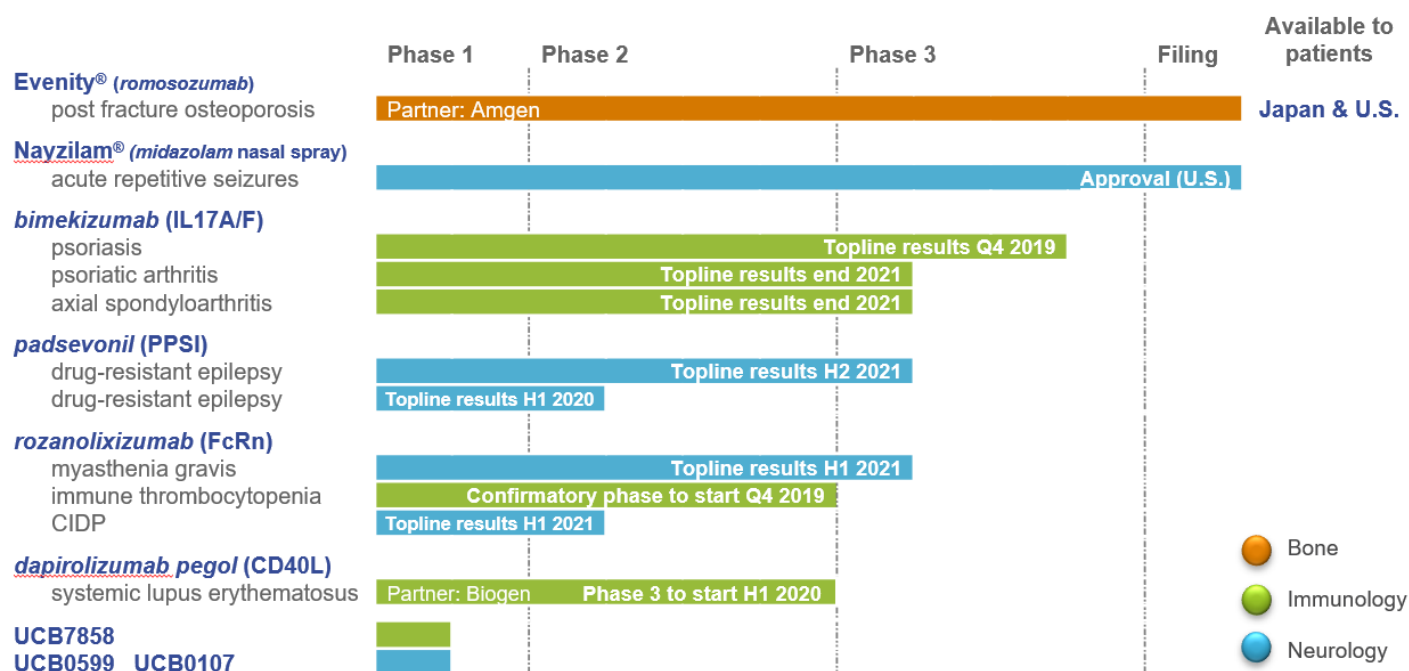 Available to
patients
Phase 1 Phase 2 Phase 3 Filing
Evenity® (romosozumab)
post fracture osteoporosis Partner: Amgen Japan & U.S.
Nayzilam® (midazolam nasal spray)
acute repetitive seizures Approval (U.S.)
bimekizumab (IL17A/F)
psoriasis Topline results Q4 2019
psoriatic arthritis Topline results end 2021
axial spondyloarthritis Topline results end 2021
padsevonil (PPSI)
drug-resistant epilepsy Topline results H2 2021
drug-resistant epilepsy Topline results H1 2020
rozanolixizumab (FcRn)
myasthenia gravis Topline results H1 2021
immune thrombocytopenia Confirmatory phase to start Q4 2019
CIDP Topline results H1 2021
dapirolizumab pegol (CD40L)
systemic lupus erythematosus Partner: Biogen Phase 3 to start H1 2020
UCB7858
UCB0599 UCB0107
Bone
Immunology
Neurology